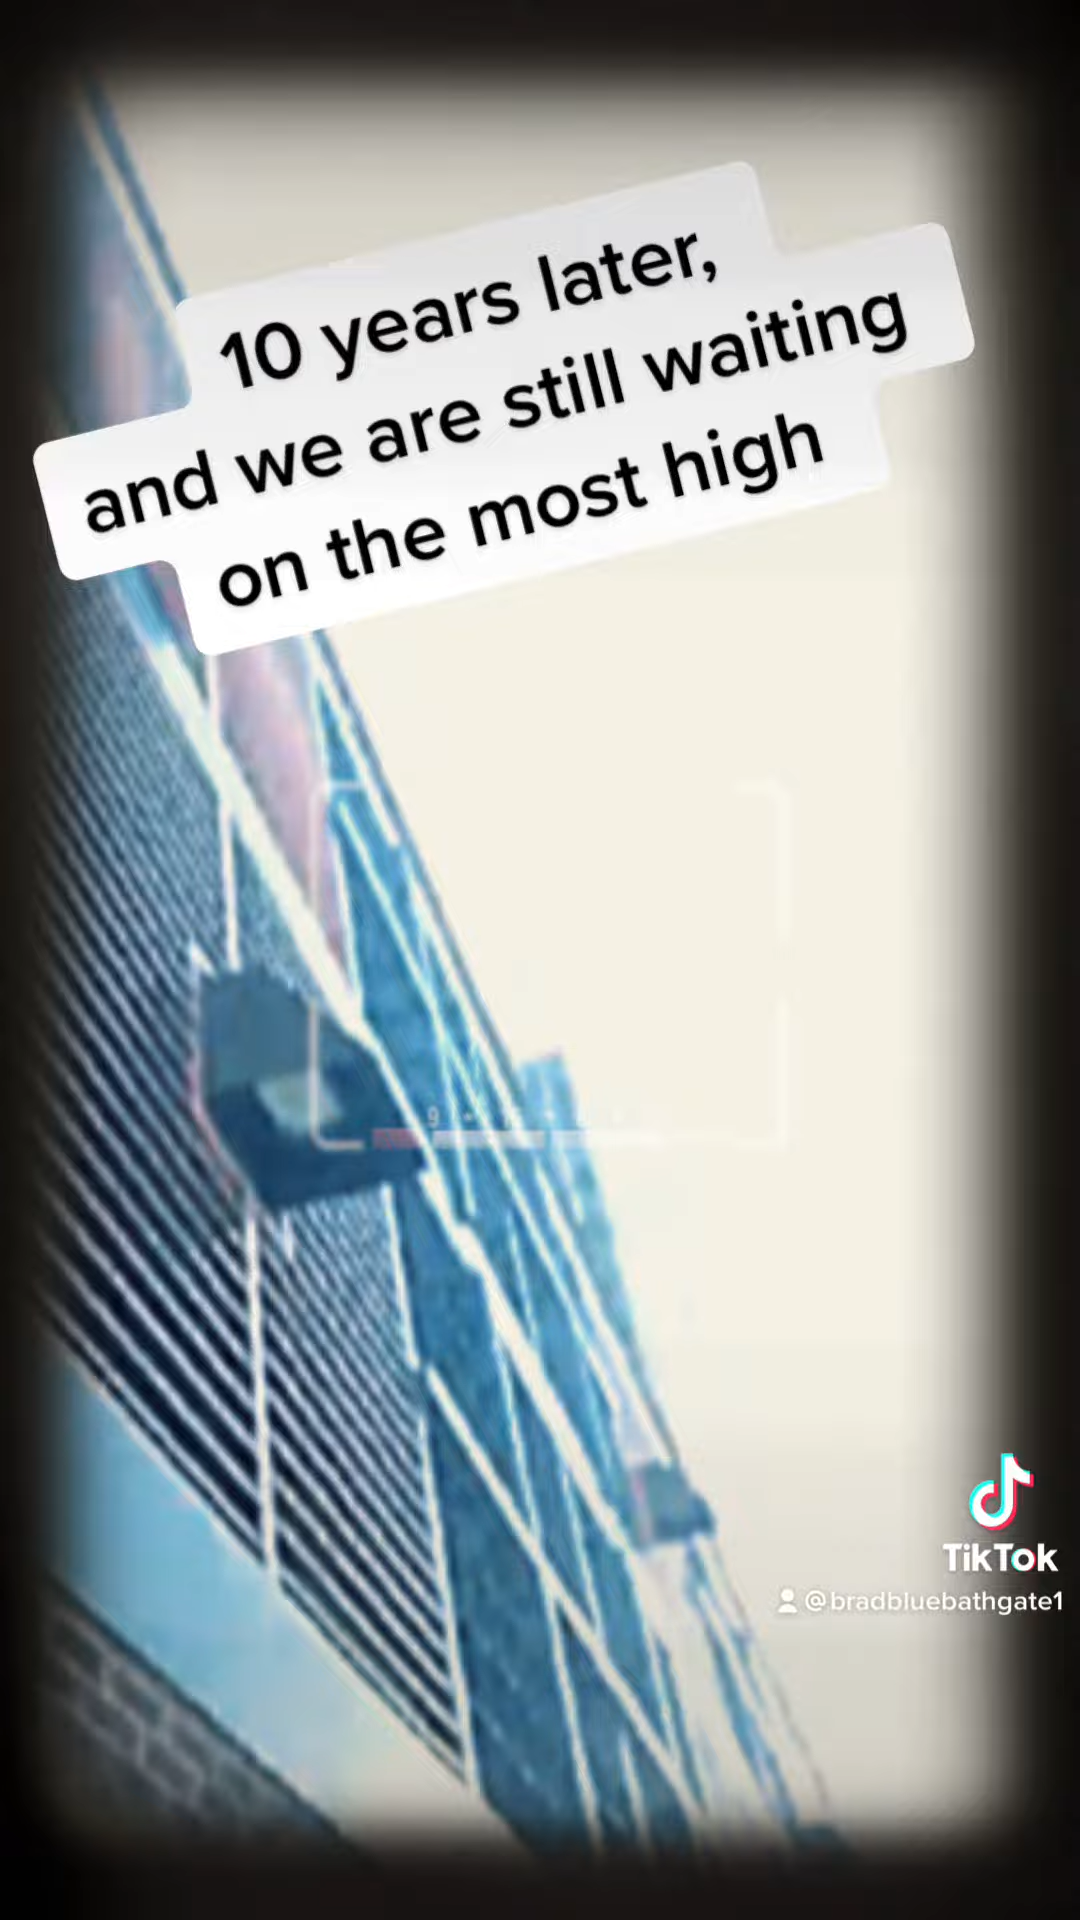 10 years later,
and we are still waiting
on the most high
TikTok
@bradbluebathgate1